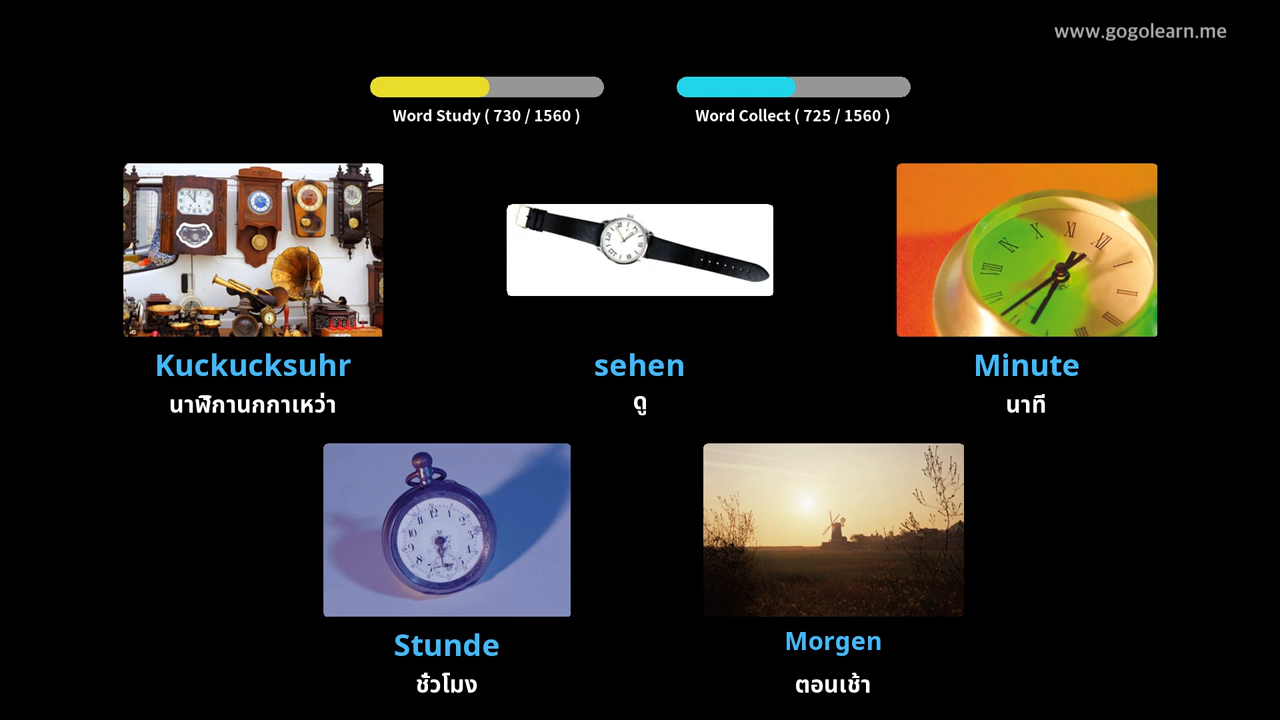 www.gogolearn.me
Word Study ( 730 / 1560 )
Word Collect ( 725 / 1560 )
Kuckucksuhr
นาฬิกานกกาเหว่า
sehen
ดู
Minute
นาที
Stunde
ชั่วโมง
Morgen
ตอนเช้า